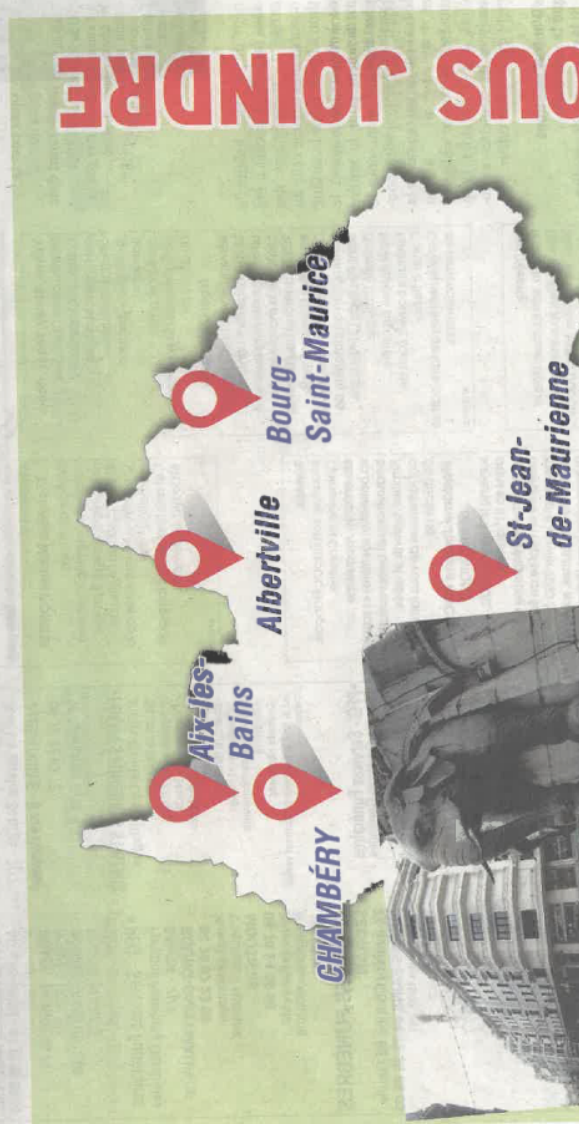 OUS JOINDRE
Aix-les-
Bains
CHAMBÉRY
Albertville
Bourg-
Saint-Maurice
St-Jean-
de-Maurienne